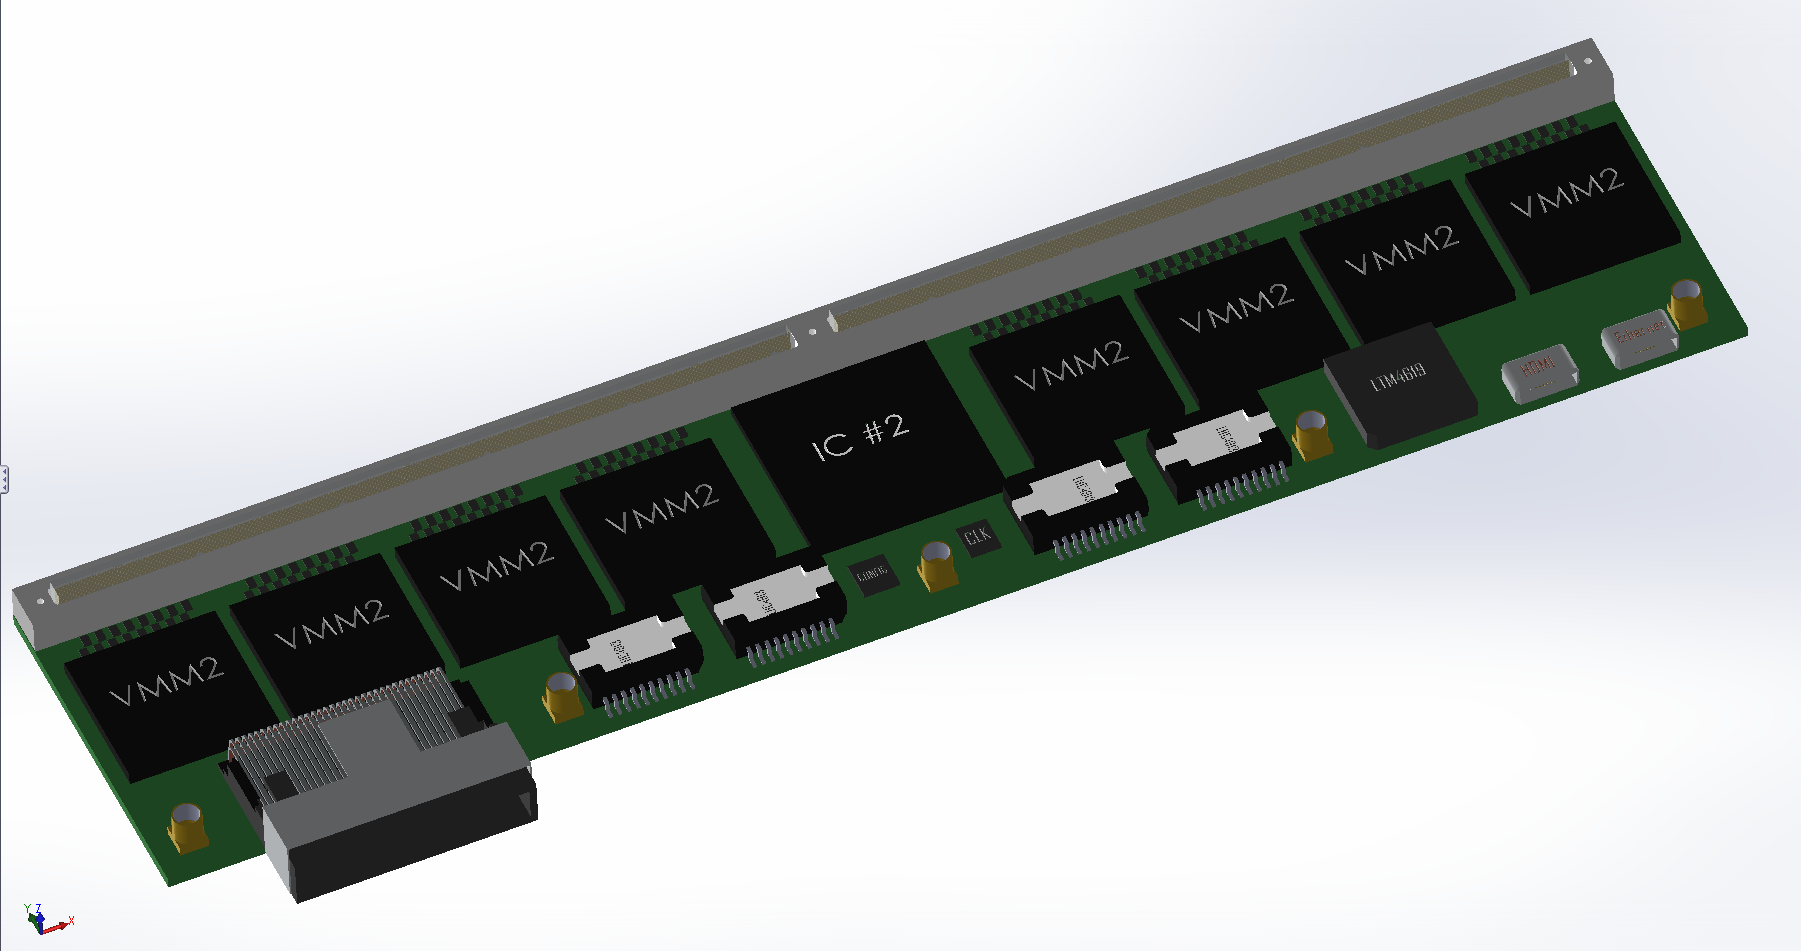 VMM2
VMM2
VMM2
VMM2
IC #2
VMM2
VMM2
VMM2
VMM2
LTM4619
HDMI
CLK
CONFIG
Y
Z
X